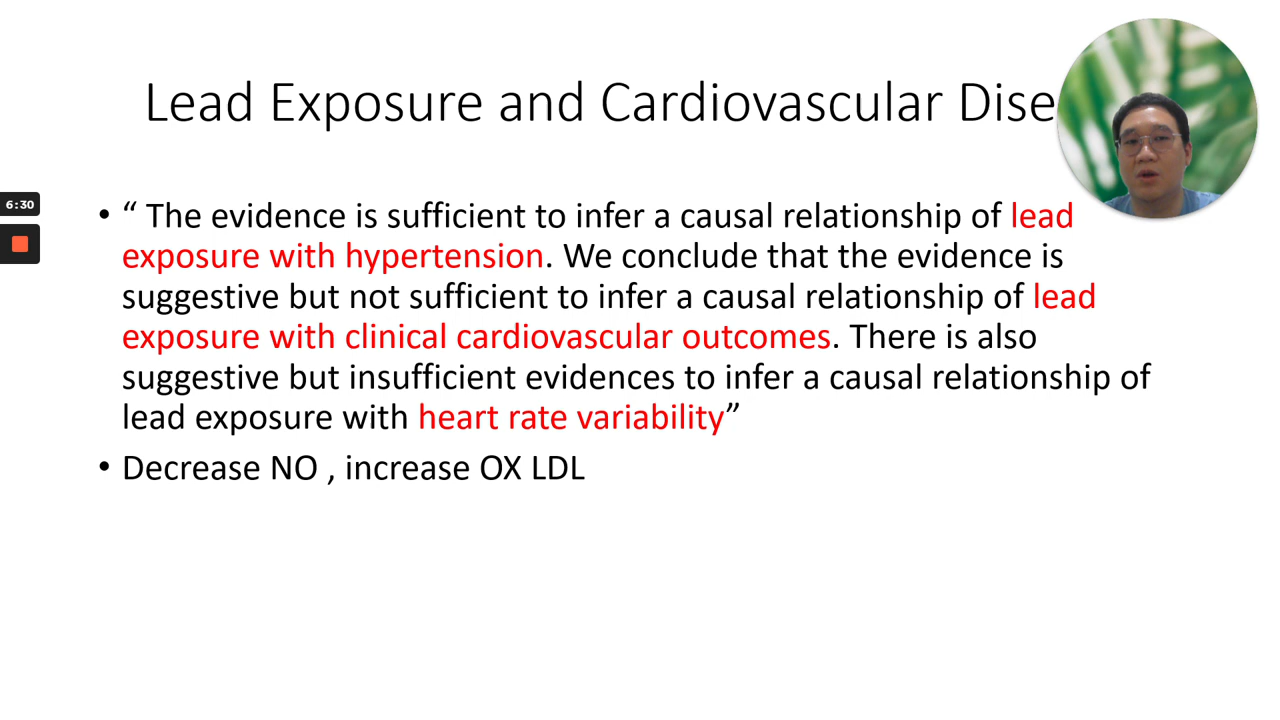 Lead Exposure and Cardiovascular Dise
6:30
• “ The evidence is sufficient to infer a causal relationship of lead
exposure with hypertension. We conclude that the evidence is
suggestive but not sufficient to infer a causal relationship of lead
exposure with clinical cardiovascular outcomes. There is also
suggestive but insufficient evidences to infer a causal relationship of
lead exposure with heart rate variability”
• Decrease NO , increase OX LDL